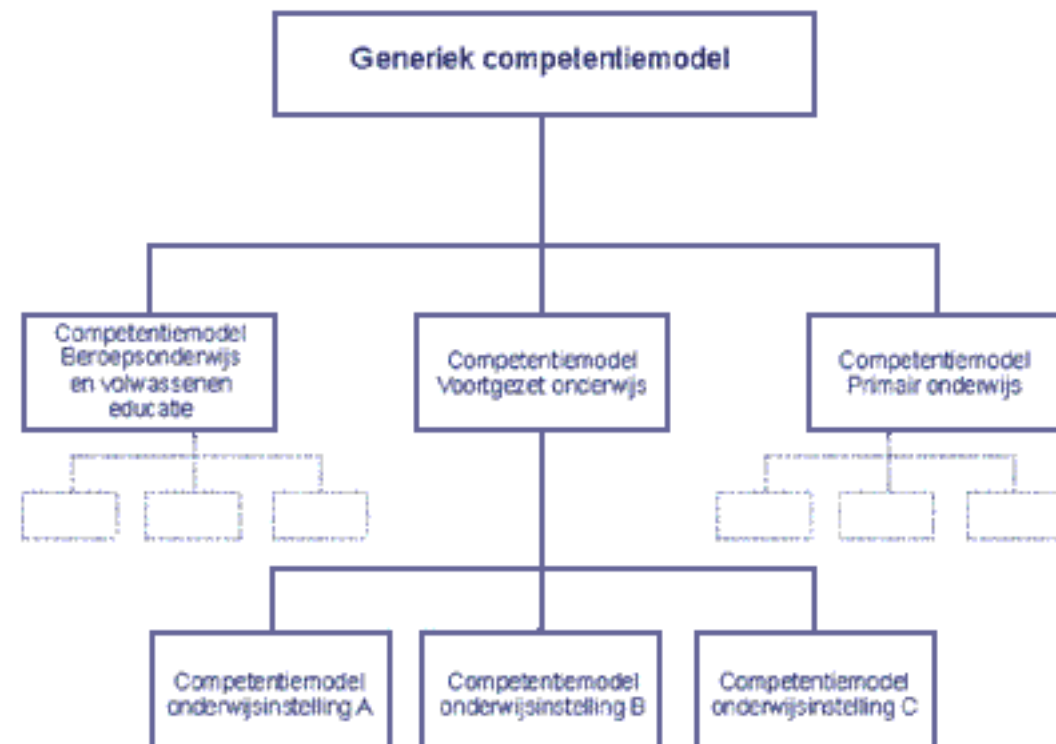 Generiek competentiemodel
Competentiemodel
Beroepsonderwijs
en volwassenen
educatie
Competentiemodel
Voortgezet onderwijs
Competentiemodel
Primair onderwijs
Competentiemodel
onderwijsinstelling A
Competentiemodel
onderwijsinstelling B
Competentiemodel
onderwijsinstelling C